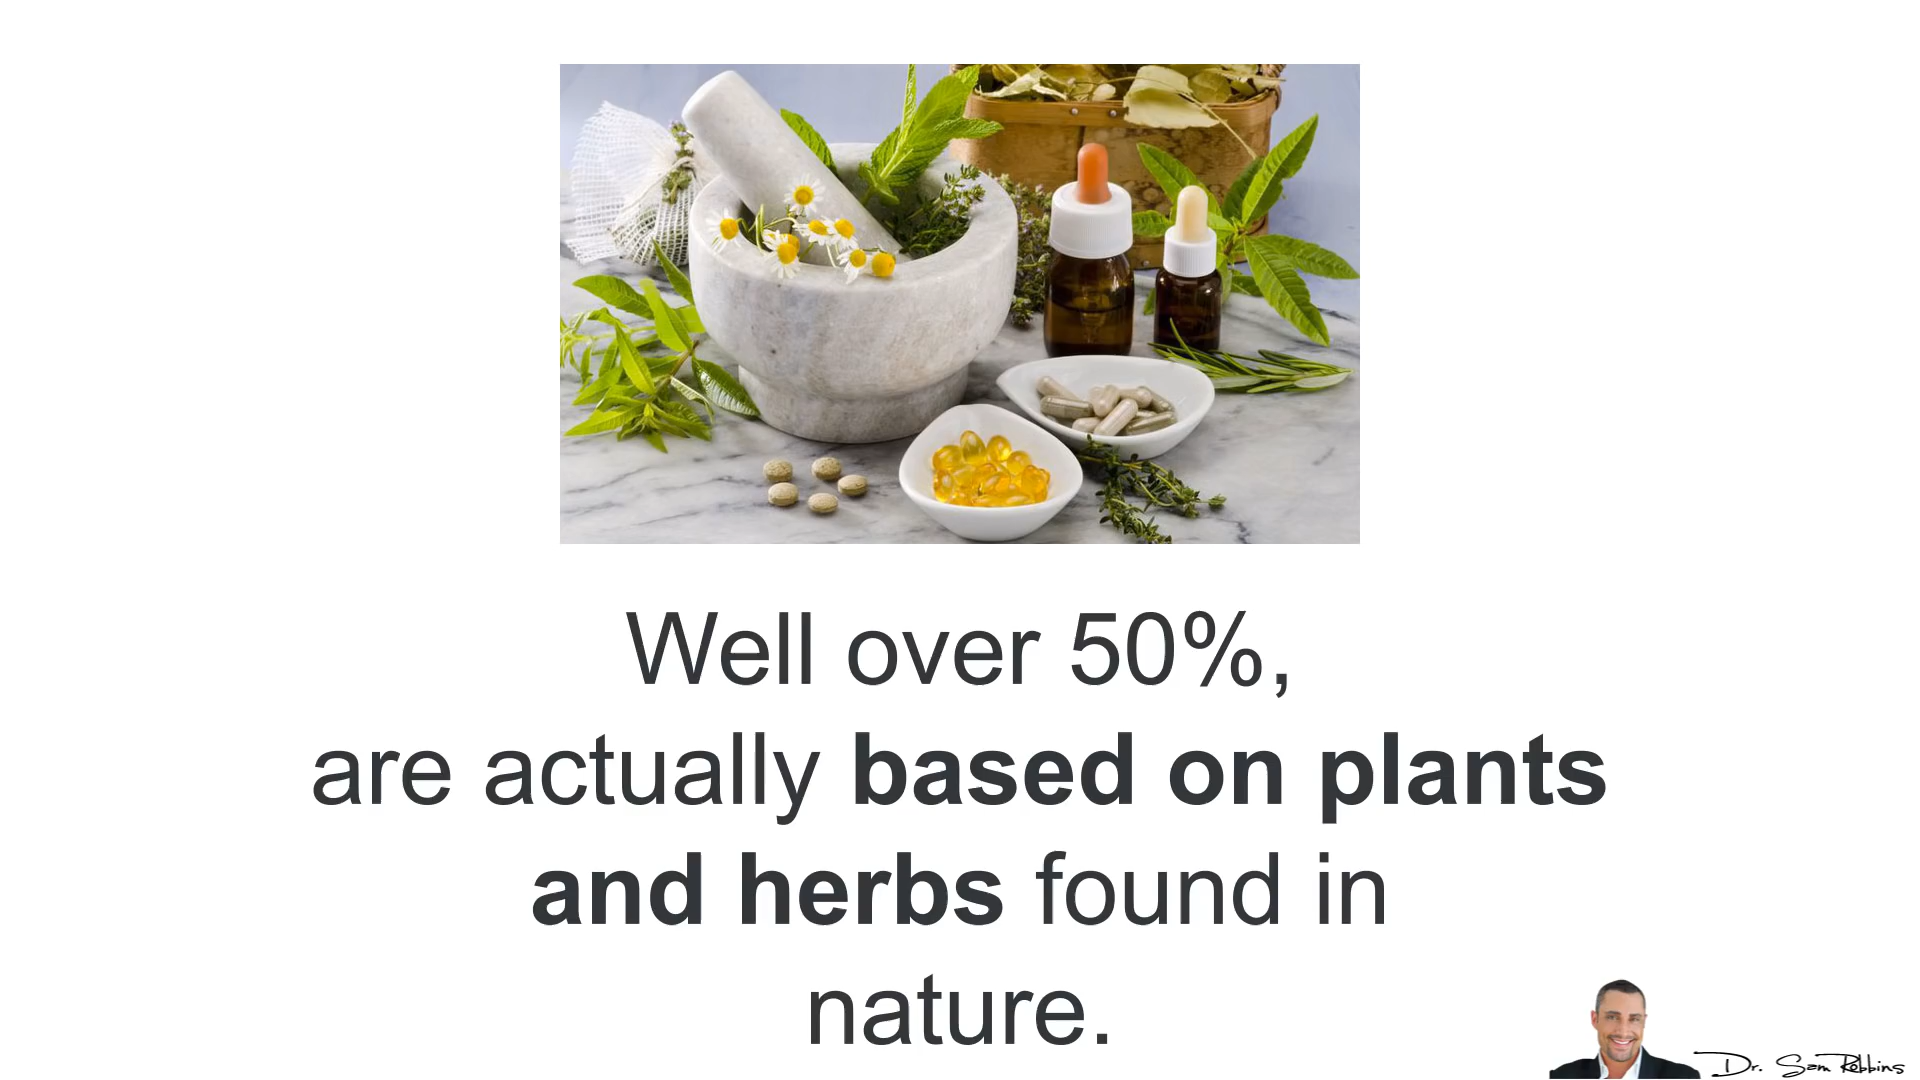 Well over 50%,
are actually based on plants
and herbs found in
nature.
Dr. Sam Robbins